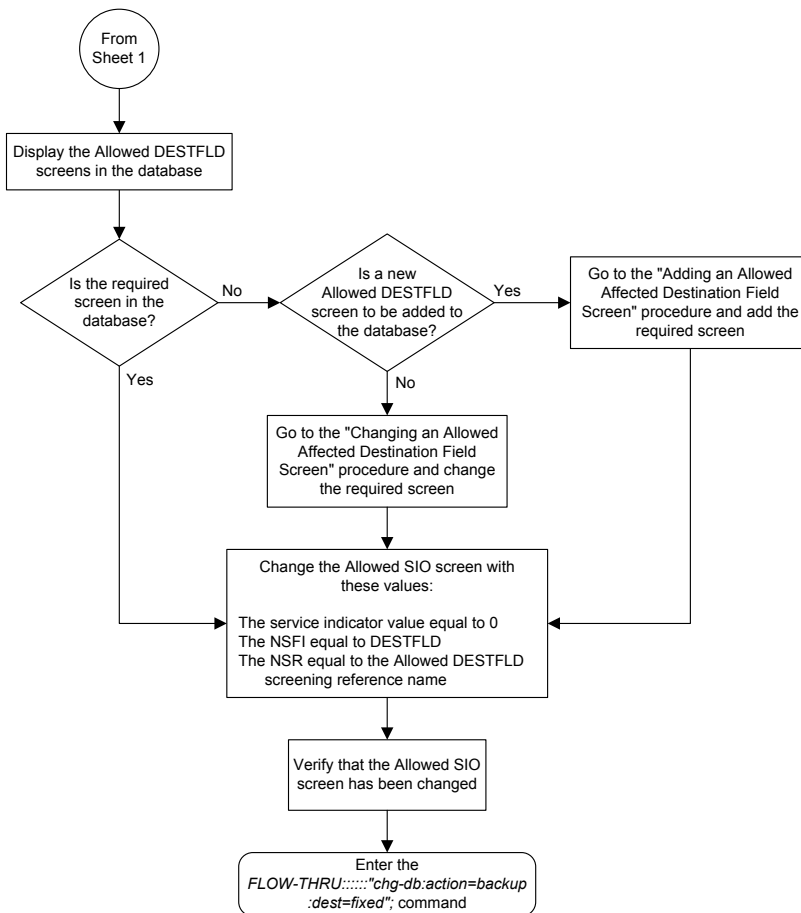 From
Sheet 1
Display the Allowed DESTFLD
screens in the database
Is the required
screen in the
database?
No
Yes
Is a new
Allowed DESTFLD
screen to be added to
the database?
Yes
No
Go to the "Adding an Allowed
Affected Destination Field
Screen" procedure and add the
required screen
Go to the "Changing an Allowed
Affected Destination Field
Screen" procedure and change
the required screen
Change the Allowed SIO screen with
these values:
The service indicator value equal to 0
The NSFI equal to DESTFLD
The NSR equal to the Allowed DESTFLD
screening reference name
Verify that the Allowed SIO
screen has been changed
Enter the
FLOW-THRU::::::"chg-db:action=backup
:dest=fixed"; command